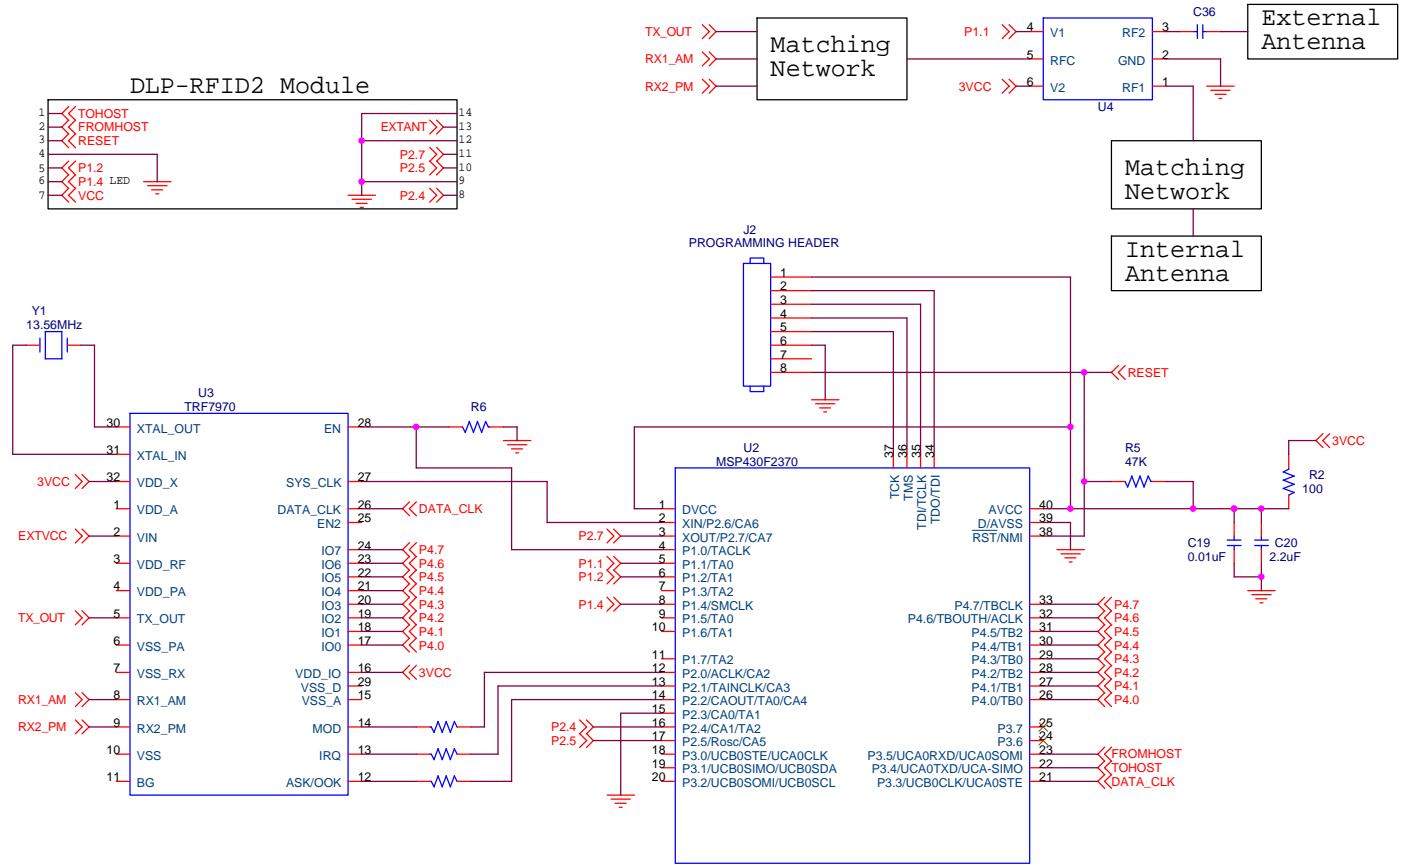 DLP-RFID2 Module
1 TOHOST
2 FROMHOST
3 RESET
4
5 P1.2
6 P1.4 LED
7 VCC
14
EXTANT 13
12
P2.7 11
P2.5 10
9
P2.4 8
TX_OUT
RX1_AM
RX2_PM
Matching
Network
P1.1 4 V1
5 RFC
3VCC 6 V2
RF2 3
GND 2
RF1 1
U4
C36
External
Antenna
Matching
Network
Internal
Antenna
J2
PROGRAMMING HEADER
1
2
3
4
5
6
7
8
RESET
Y1
13.56MHz
U3
TRF7970
30 XTAL_OUT
31 XTAL_IN
3VCC 32 VDD_X
1 VDD_A
EXTVCC 2 VIN
3 VDD_RF
4 VDD_PA
TX_OUT 5 TX_OUT
6 VSS_PA
7 VSS_RX
RX1_AM 8 RX1_AM
RX2_PM 9 RX2_PM
10 VSS
11 BG
EN 28
SYS_CLK 27
DATA_CLK 26 DATA_CLK
EN2 25
IO7 24 P4.7
IO6 23 P4.6
IO5 22 P4.5
IO4 21 P4.4
IO3 20 P4.3
IO2 19 P4.2
IO1 18 P4.1
IO0 17 P4.0
VDD_IO 16 3VCC
VSS_D 29
VSS_A 15
MOD 14
IRQ 13
ASK/OOK 12
R6
U2
MSP430F2370
37 TCK
36 TMS
35 TDI/TCLK
34 TDO/TDI
1 DVCC
2 XIN/P2.6/CA6
P2.7 3 XOUT/P2.7/CA7
4 P1.0/TACLK
P1.1 5 P1.1/TA0
P1.2 6 P1.2/TA1
7 P1.3/TA2
P1.4 8 P1.4/SMCLK
9 P1.5/TA0
10 P1.6/TA1
11 P1.7/TA2
12 P2.0/ACLK/CA2
13 P2.1/TAINCLK/CA3
14 P2.2/CAOUT/TA0/CA4
15 P2.3/CA0/TA1
P2.4 16 P2.4/CA1/TA2
P2.5 17 P2.5/Rosc/CA5
18 P3.0/UCB0STE/UCA0CLK
19 P3.1/UCB0SIMO/UCB0SDA
20 P3.2/UCB0SOMI/UCB0SCL
AVCC 40
D/AVSS 39
RST/NMI 38
P4.7/TBCLK 33 P4.7
P4.6/TBOUTH/ACLK 32 P4.6
P4.5/TB2 31 P4.5
P4.4/TB1 30 P4.4
P4.3/TB0 29 P4.3
P4.2/TB2 28 P4.2
P4.1/TB1 27 P4.1
P4.0/TB0 26 P4.0
P3.7 25
P3.6 24
P3.5/UCA0RXD/UCA0SOMI 23 FROMHOST
P3.4/UCA0TXD/UCA-SIMO 22 TOHOST
P3.3/UCB0CLK/UCA0STE 21 DATA_CLK
R5
47K
3VCC
R2
100
C19
0.01uF
C20
2.2uF